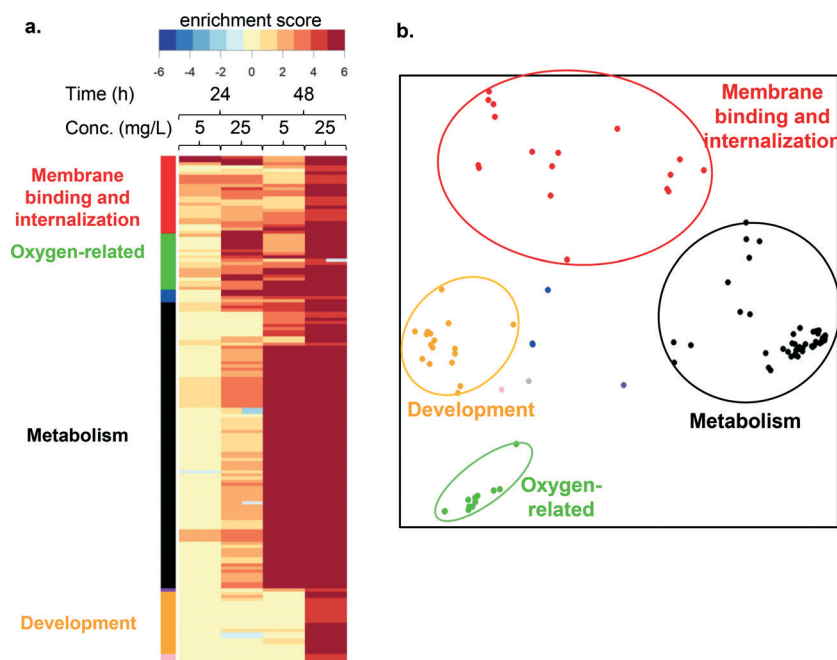 a.
enrichment score
-6 -4 -2 0 2 4 6
Time (h)
24 48
Conc. (mg/L)
5 25 5 25
Membrane
binding and
internalization
Oxygen-related
Metabolism
Development
b.
Membrane
binding and
internalization
Development
Metabolism
Oxygen-
related